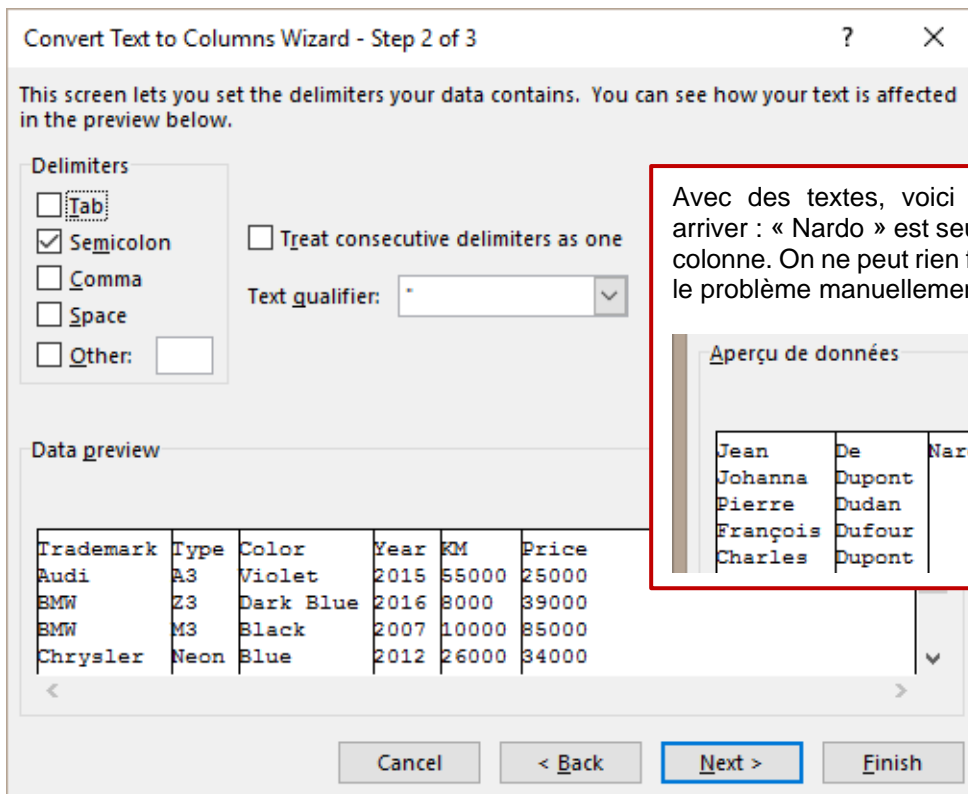 Convert Text to Columns Wizard - Step 2 of 3 ? ×
This screen lets you set the delimiters your data contains. You can see how your text is affected
in the preview below.
Delimiters
Tab
Semicolon
Comma
Space
Other:
Treat consecutive delimiters as one
Text qualifier: "
Avec des textes, voici
arriver : « Nardo » est seu
colonne. On ne peut rien
le problème manuellemen
Aperçu de données
Jean De Nar
Johanna Dupont
Pierre Dudan
François Dufour
Charles Dupont
Data preview
Trademark Type Color Year KM Price
Audi A3 Violet 2015 55000 25000
BMW Z3 Dark Blue 2016 8000 39000
BMW M3 Black 2007 10000 85000
Chrysler Neon Blue 2012 26000 34000
Cancel < Back Next > Finish